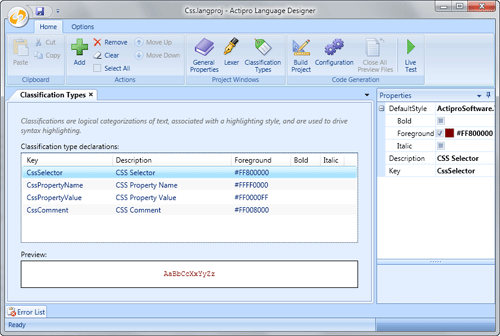 Css.langproj - Actipro Language Designer
Home Options
Paste
Cut
Copy
Clipboard
Add
Remove
Clear
Select All
Move Up
Move Down
Actions
General Properties
Lexer
Classification Types
Project Windows
Build Project
Configuration
Close All Preview Files
Code Generation
Live Test
Classification Types
Classifications are logical categorizations of text, associated with a highlighting style, and are used to drive
syntax highlighting.
Classification type declarations:
Key Description Foreground Bold Italic
CssSelector CSS Selector #FF800000
CssPropertyName CSS Property Name #FFFF0000
CssPropertyValue CSS Property Value #FF0000FF
CssComment CSS Comment #FF008000
Preview:
AaBbCcXxYyZz
Properties
DefaultStyle ActiproSoftware.
Bold
Foreground #FF800000
Italic
Description CSS Selector
Key CssSelector
Error List
Ready